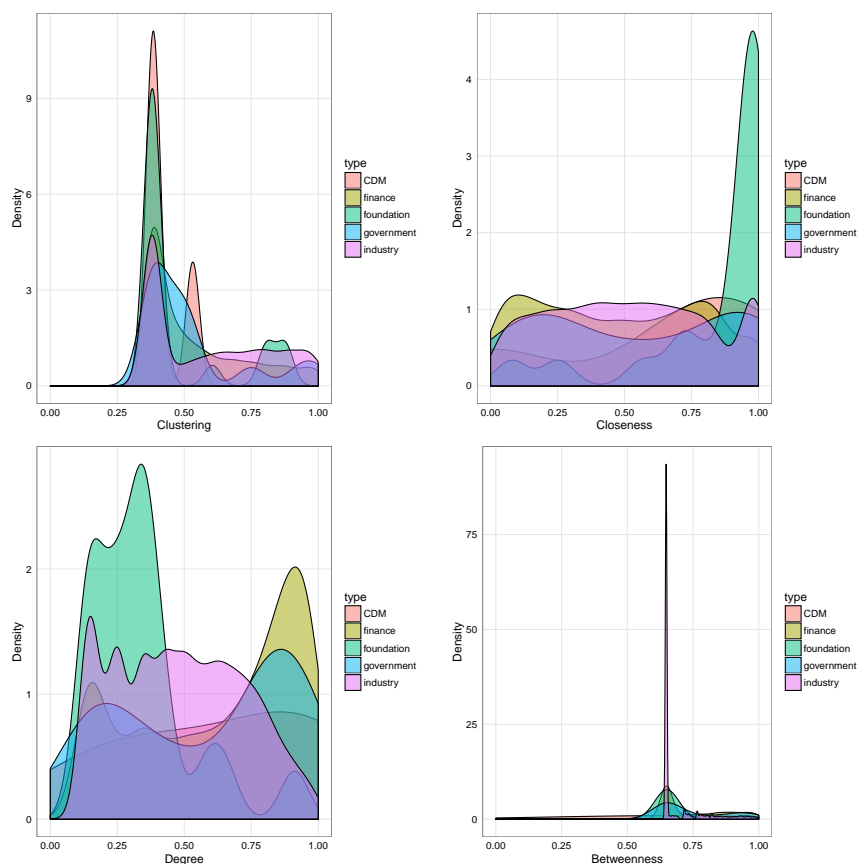 9
6
3
0
Density
0.00 0.25 0.50 0.75 1.00
Clustering
type
CDM
finance
foundation
government
industry
4
3
2
1
0
Density
0.00 0.25 0.50 0.75 1.00
Closeness
type
CDM
finance
foundation
government
industry
2
1
0
Density
0.00 0.25 0.50 0.75 1.00
Degree
type
CDM
finance
foundation
government
industry
75
50
25
0
Density
0.00 0.25 0.50 0.75 1.00
Betweenness
type
CDM
finance
foundation
government
industry